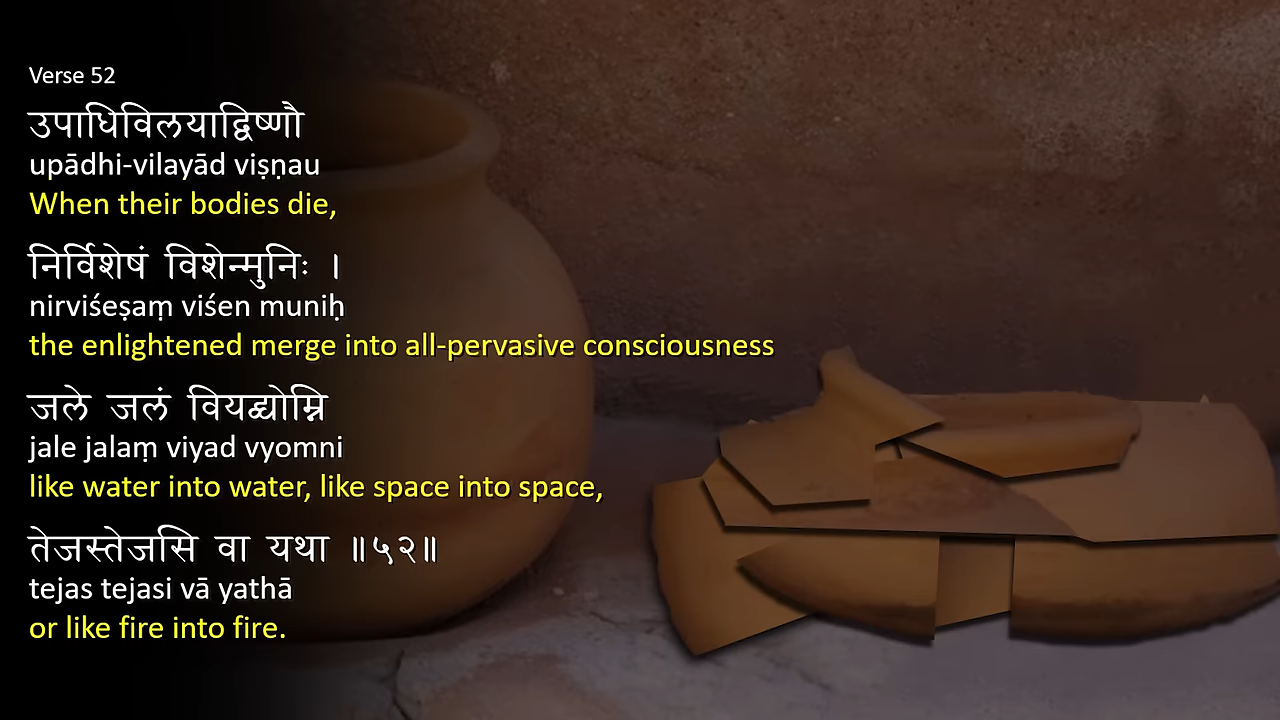 Verse 52
उपाधिविलयाद्विष्णौ
upādhi-vilayād viṣṇau
When their bodies die,
निर्विशेषं विशेन्मुनिः ।
nirviśeṣaṃ viśen muniḥ
the enlightened merge into all-pervasive consciousness
जले जलं वियद्व्योम्नि
jale jalaṃ viyad vyomni
like water into water, like space into space,
तेजस्तेजसि वा यथा ॥५२॥
tejas tejasi vā yathā
or like fire into fire.